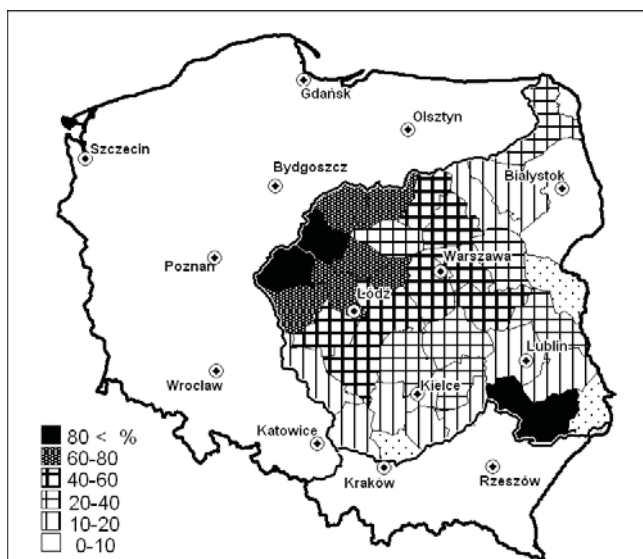 Gdańsk
Olsztyn
Szczecin
Bydgoszcz
Białystok
Poznań
Warszawa
Łódź
Lublin
Wrocław
Kielce
Katowice
Kraków
Rzeszów
80 < %
60-80
40-60
20-40
10-20
0-10